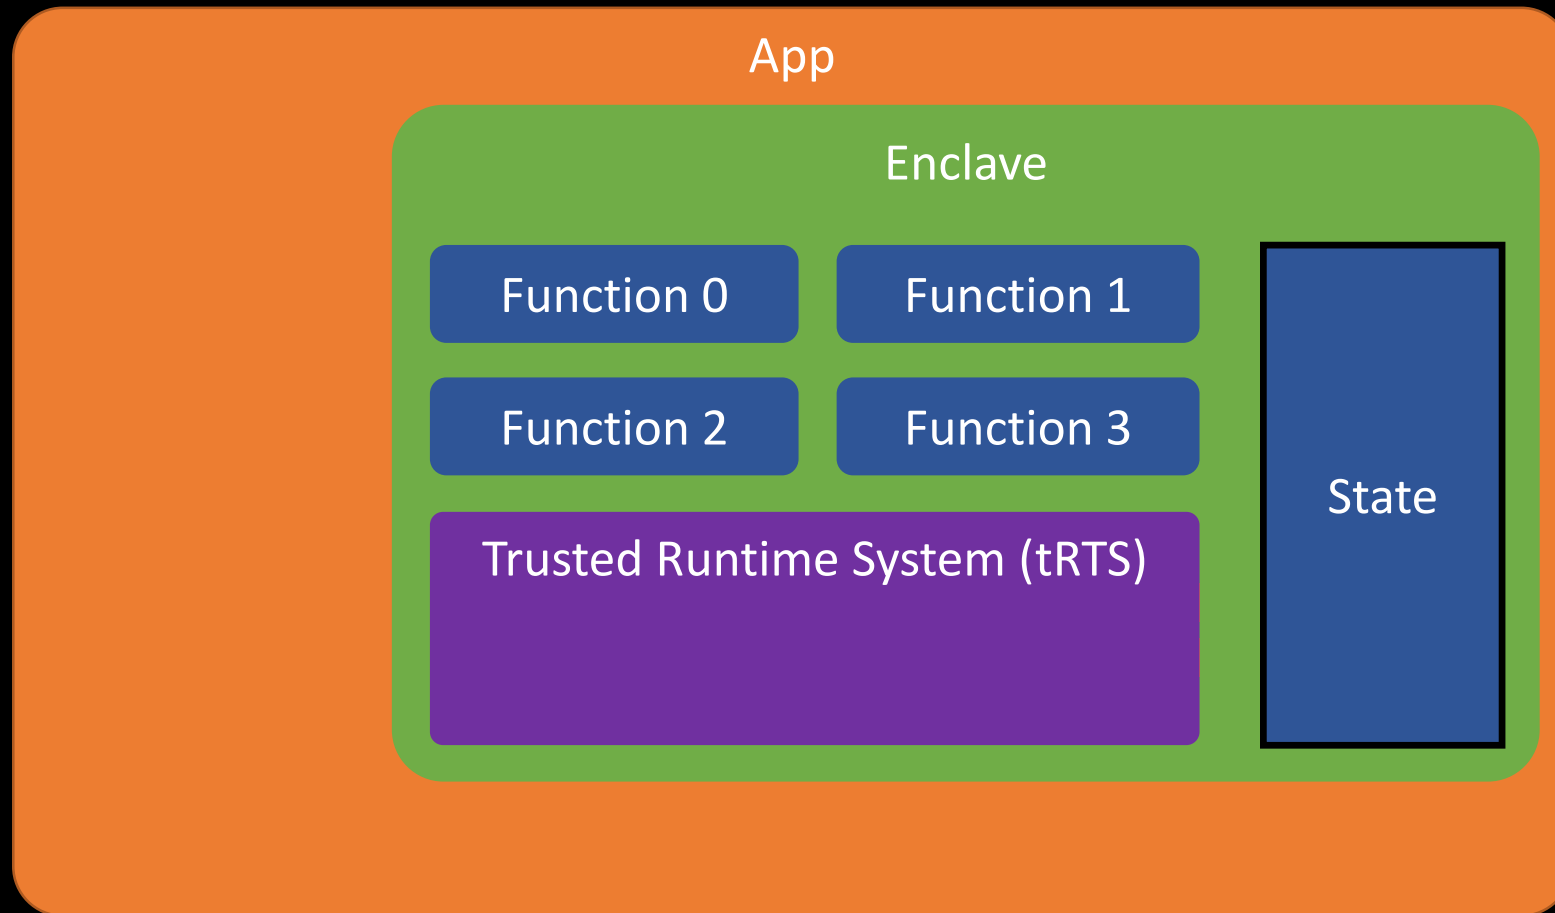 App
Enclave
Function 0
Function 1
Function 2
Function 3
State
Trusted Runtime System (tRTS)